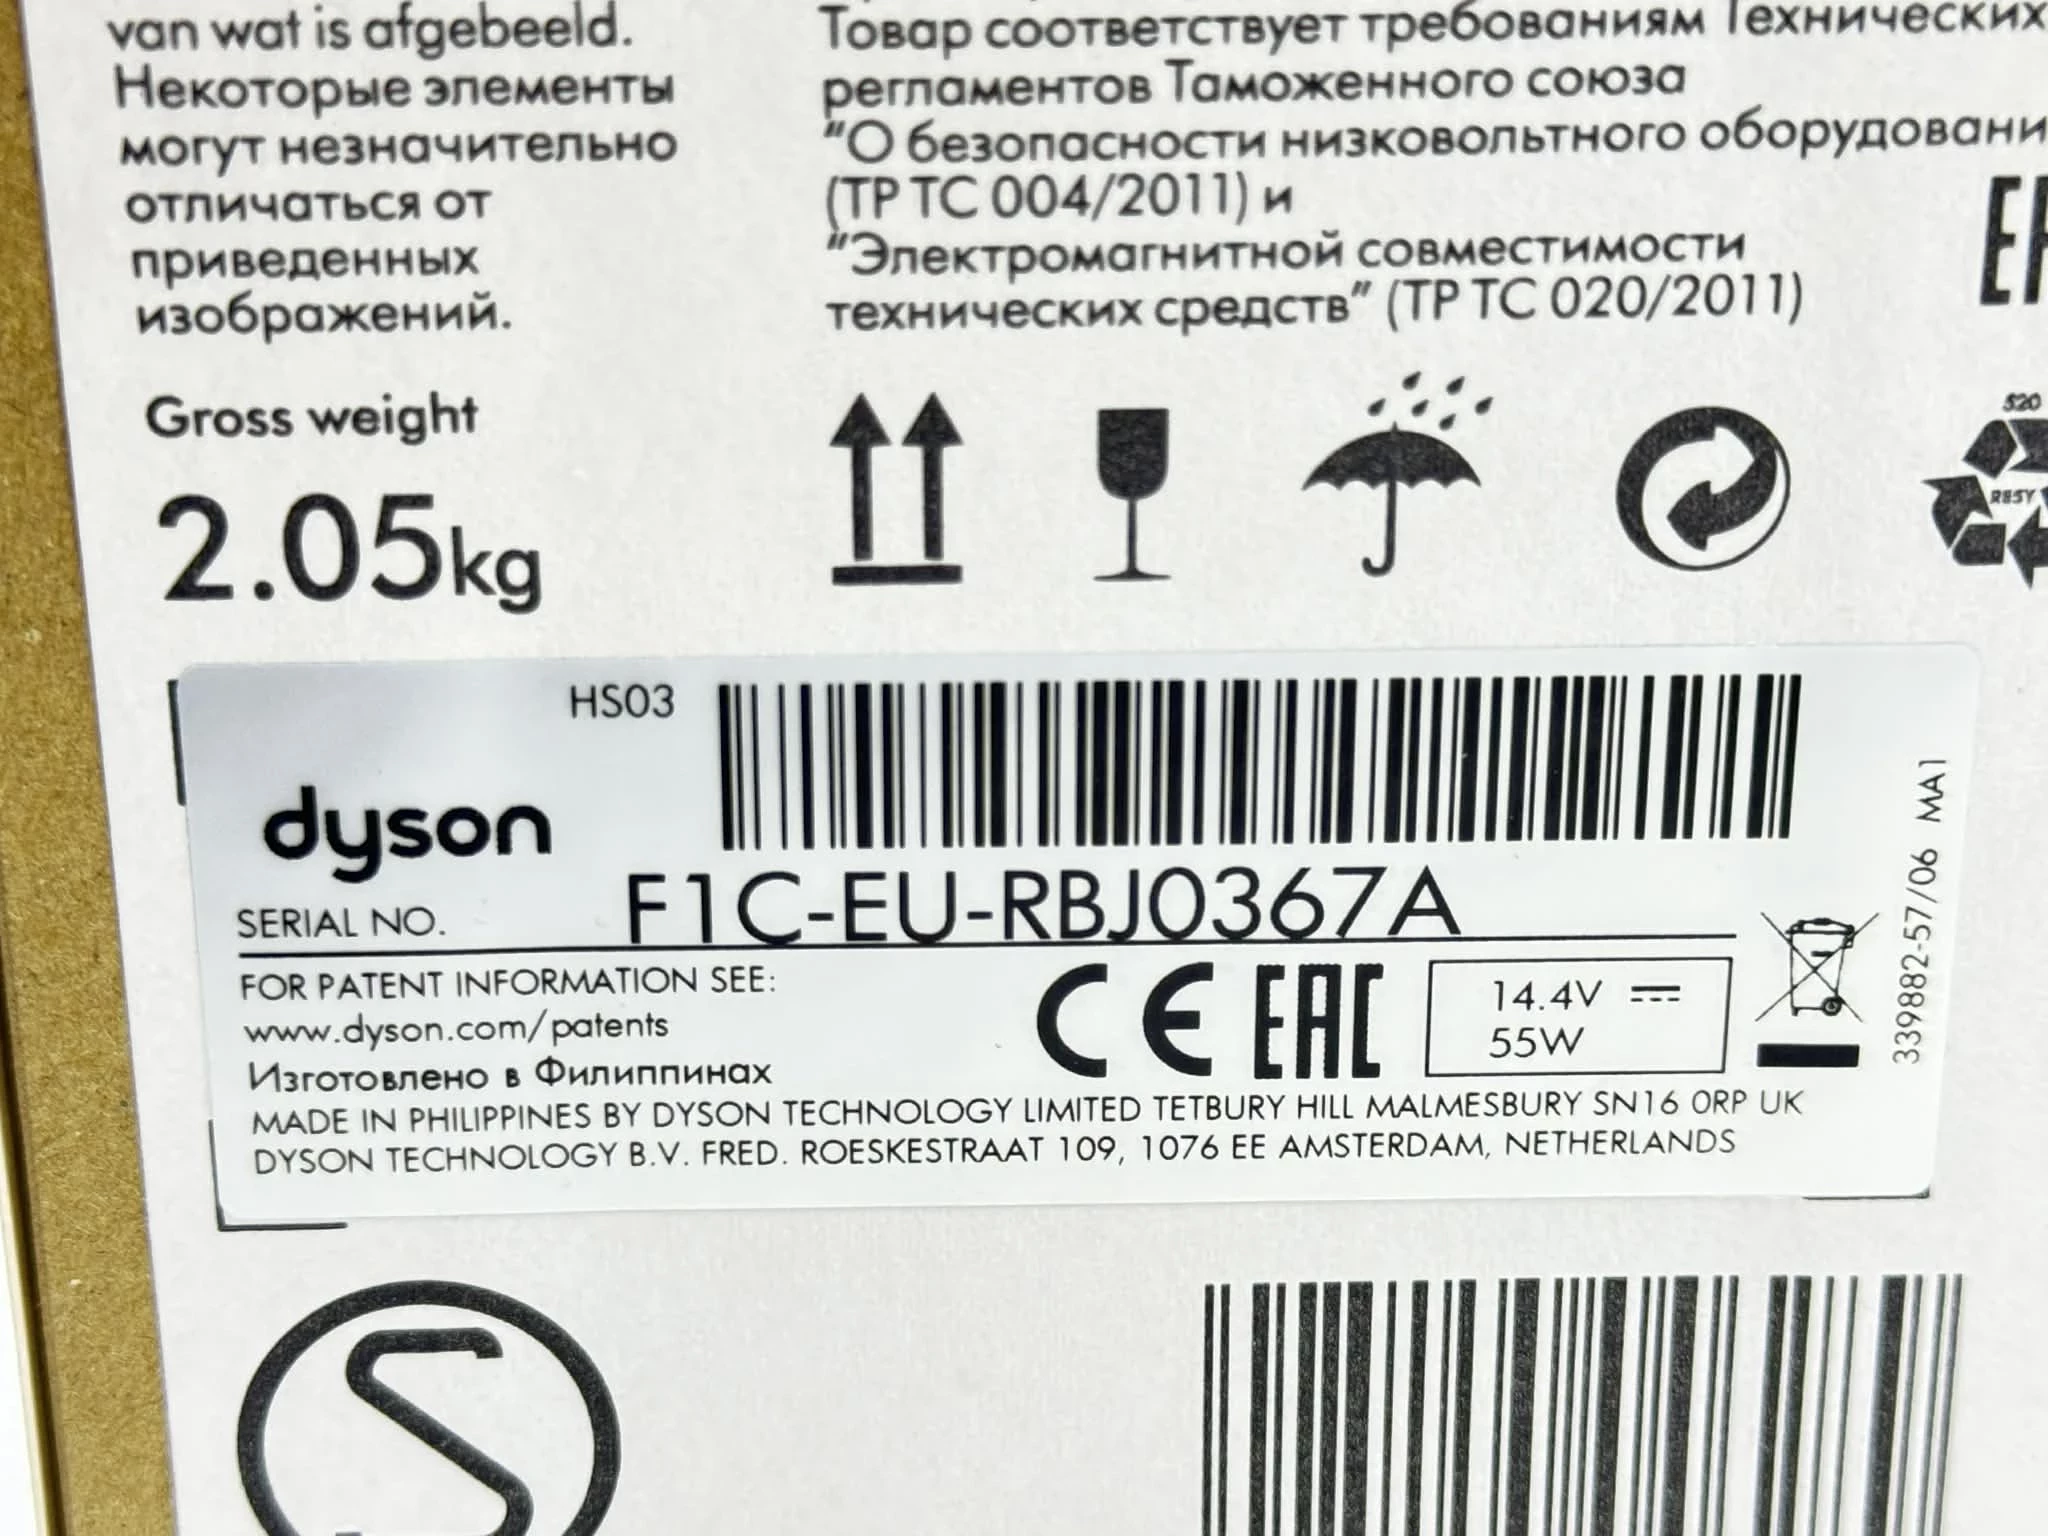 van wat is afgebeeld.
Некоторые элементы
могут незначительно
отличаться от
приведенных
изображений.
Товар соответствует требованиям Технических
регламентов Таможенного союза
“О безопасности низковольтного оборудовани
(ТР ТС 004/2011) и
“Электромагнитной совместимости
технических средств” (ТР ТС 020/2011)
Gross weight
2.05kg
520
RESY
HS03
dyson
SERIAL NO. F1C-EU-RBJ0367A
FOR PATENT INFORMATION SEE:
www.dyson.com/patents
Изготовлено в Филиппинах
CE EAC
14.4V
55W
MADE IN PHILIPPINES BY DYSON TECHNOLOGY LIMITED TETBURY HILL MALMESBURY SN16 0RP UK
DYSON TECHNOLOGY B.V. FRED. ROESKESTRAAT 109, 1076 EE AMSTERDAM, NETHERLANDS
339882-57/06 MA1